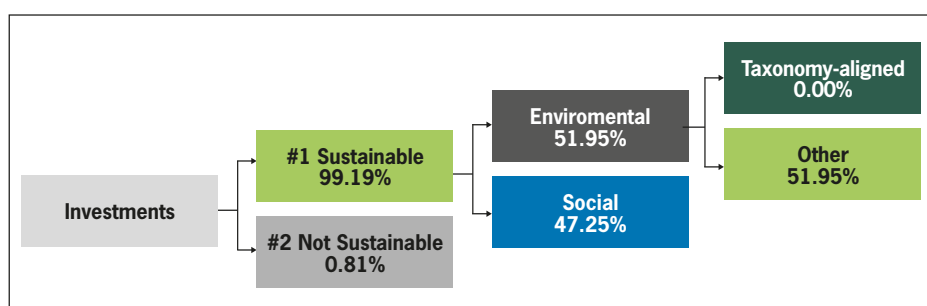 Investments
#1 Sustainable
99.19%
#2 Not Sustainable
0.81%
Enviromental
51.95%
Social
47.25%
Taxonomy-aligned
0.00%
Other
51.95%